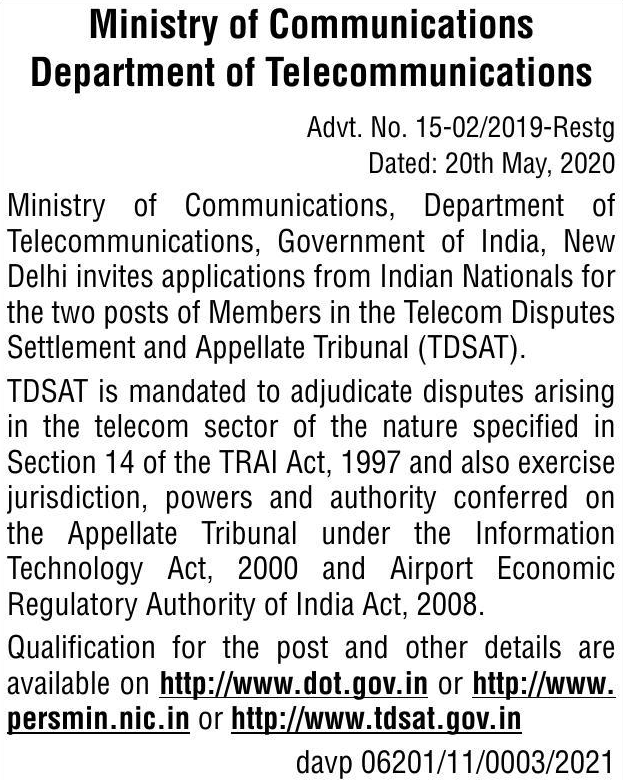 Ministry of Communications
Department of Telecommunications
Advt. No. 15-02/2019-Restg
Dated: 20th May, 2020
Ministry of Communications, Department of
Telecommunications, Government of India, New
Delhi invites applications from Indian Nationals for
the two posts of Members in the Telecom Disputes
Settlement and Appellate Tribunal (TDSAT).
TDSAT is mandated to adjudicate disputes arising
in the telecom sector of the nature specified in
Section 14 of the TRAI Act, 1997 and also exercise
jurisdiction, powers and authority conferred on
the Appellate Tribunal under the Information
Technology Act, 2000 and Airport Economic
Regulatory Authority of India Act, 2008.
Qualification for the post and other details are
available on http://www.dot.gov.in or http://www.
persmin.nic.in or http://www.tdsat.gov.in
davp 06201/11/0003/2021